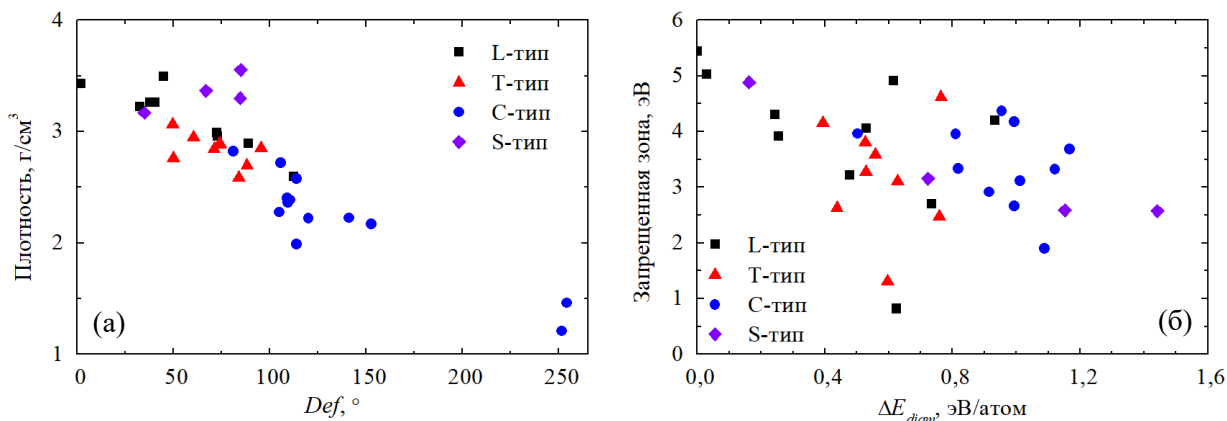 4
3
2
1
0
50
100
150
200
250
Плотность, г/см³
Def, °
L-тип
T-тип
C-тип
S-тип
(а)
6
5
4
3
2
1
0
0,0
0,4
0,8
1,2
1,6
Запрещенная зона, эВ
ΔE_diam, эВ/атом
L-тип
T-тип
C-тип
S-тип
(б)